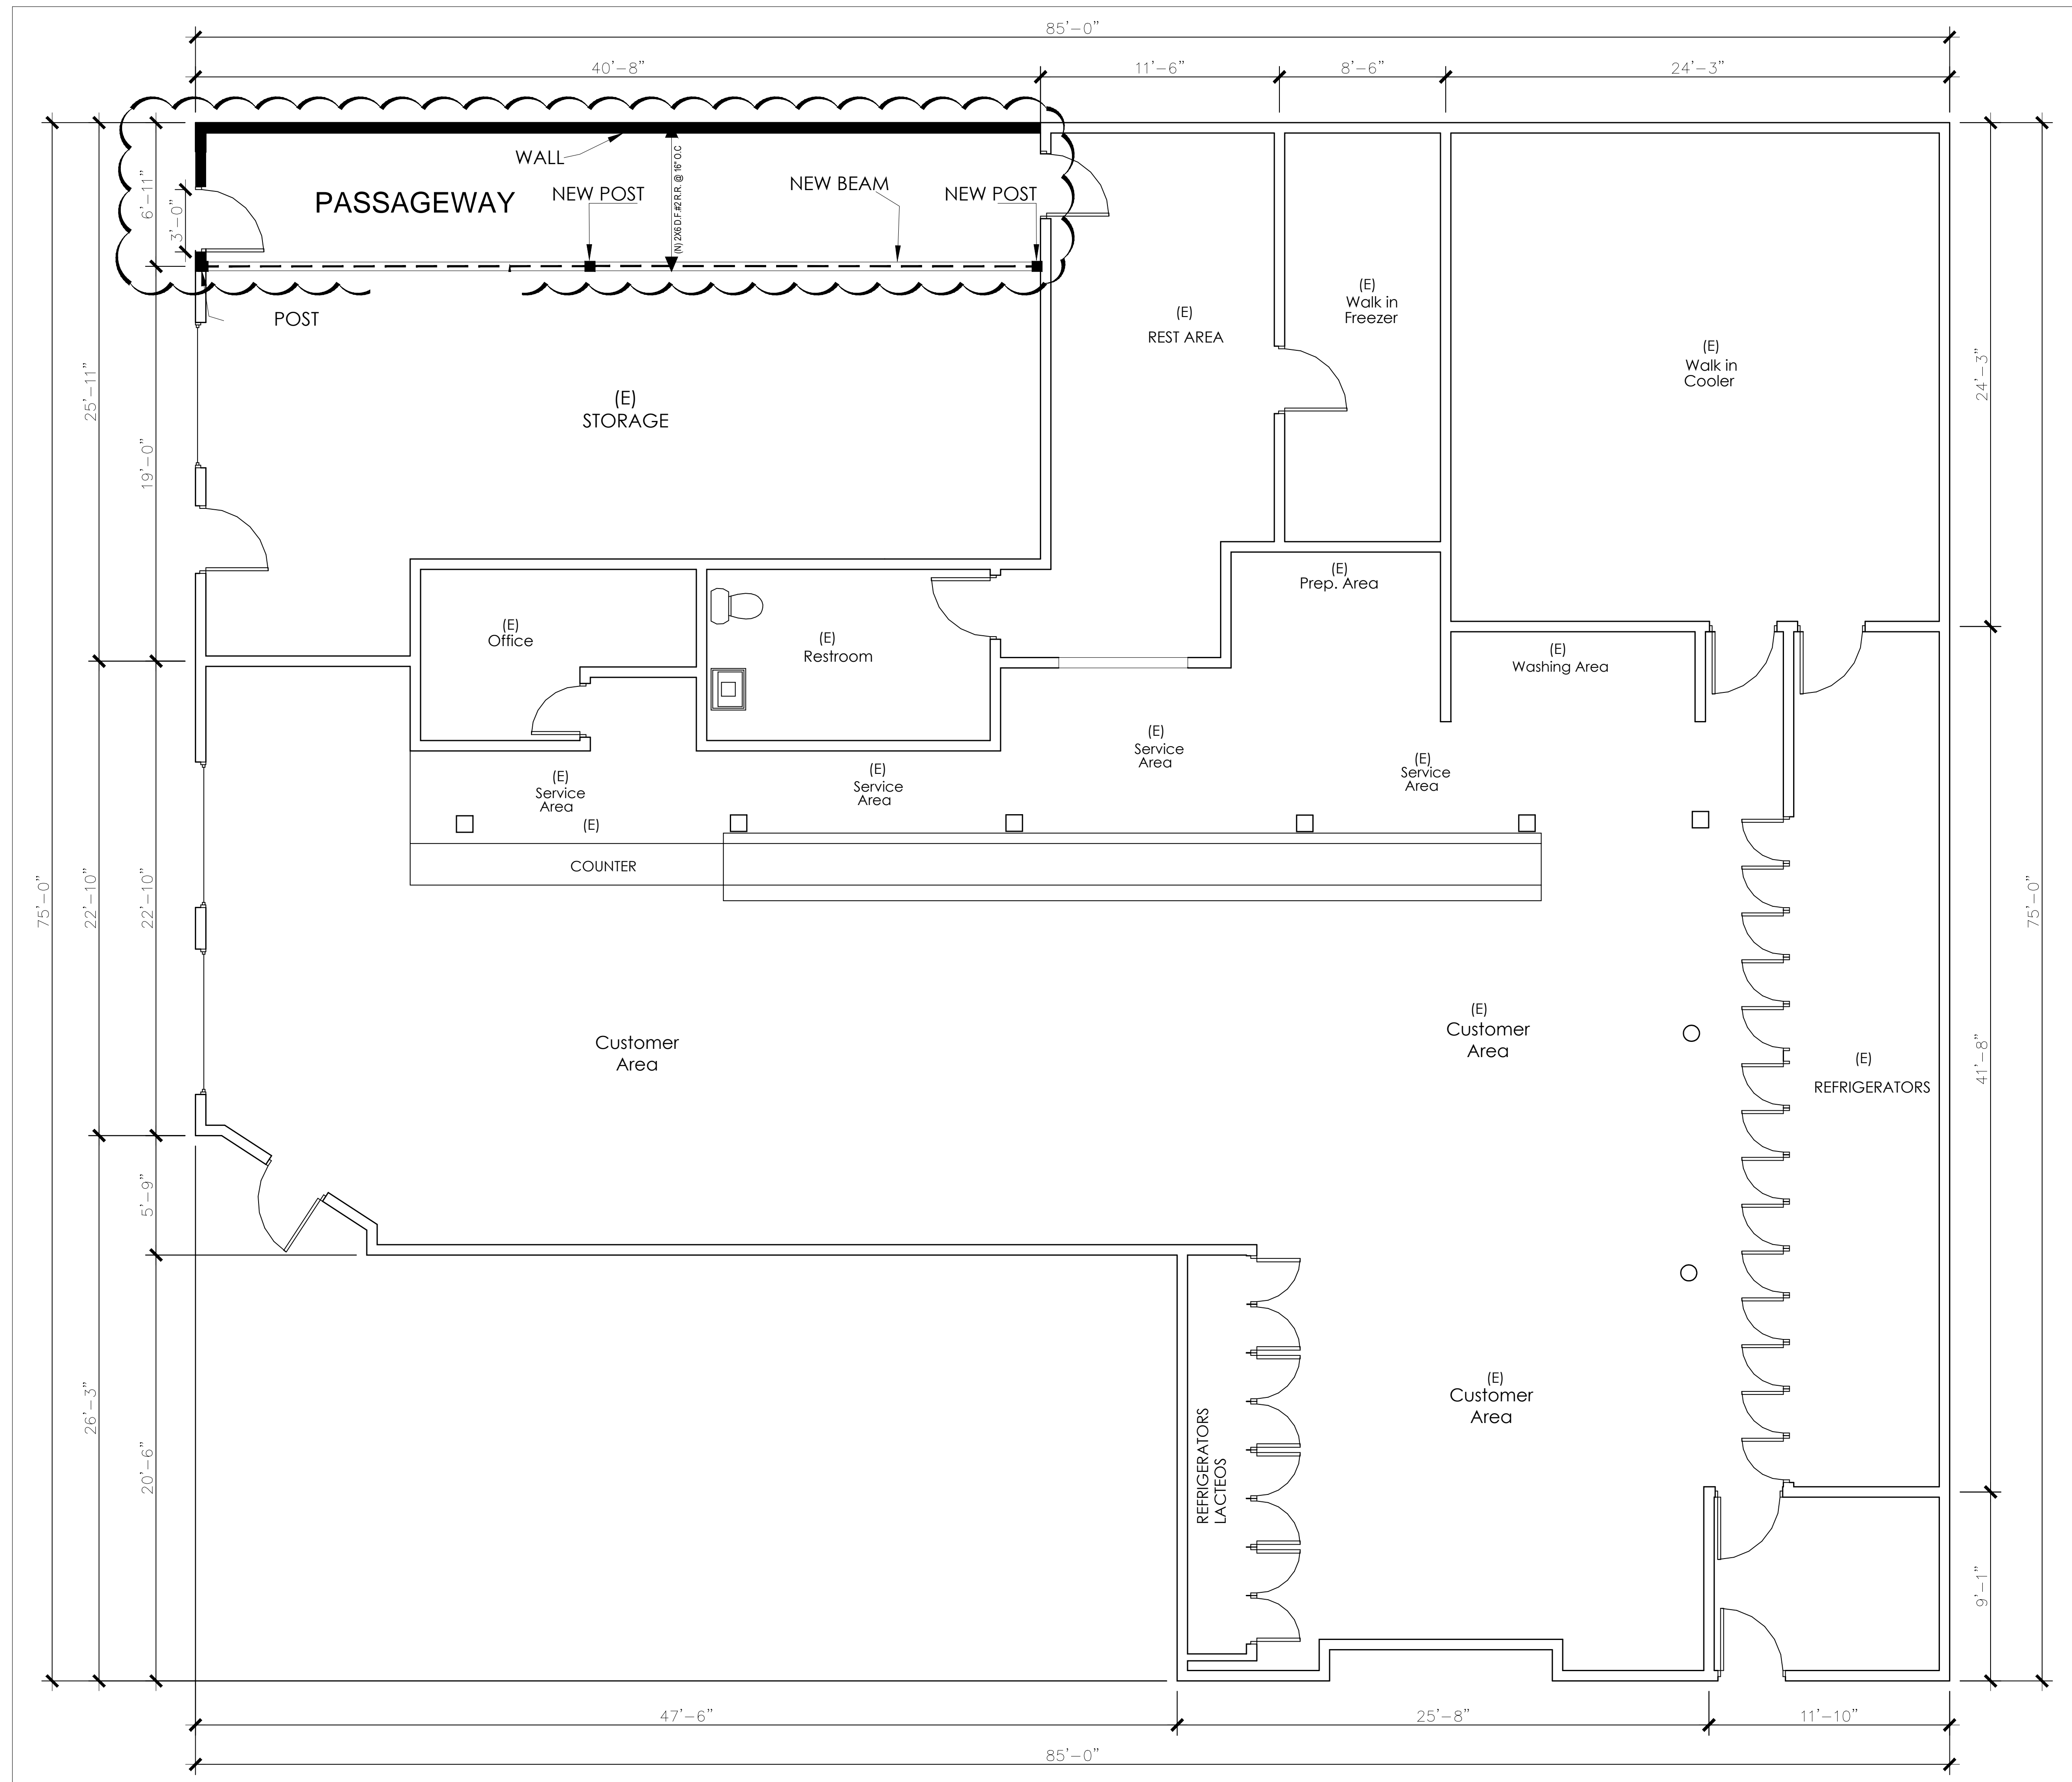 85'-0"
40'-8"
11'-6"
8'-6"
24'-3"
WALL
PASSAGEWAY
NEW POST
(N) 2X6 D.F.#2 R.R. @ 16" O.C
NEW BEAM
NEW POST
6'-11"
3'-0"
POST
(E)
STORAGE
(E)
REST AREA
(E)
Walk in
Freezer
(E)
Walk in
Cooler
25'-11"
19'-0"
24'-3"
(E)
Office
(E)
Restroom
(E)
Prep. Area
(E)
Washing Area
(E)
Service
Area
(E)
Service
Area
(E)
Service
Area
(E)
Service
Area
(E)
COUNTER
75'-0"
22'-10"
22'-10"
Customer
Area
(E)
Customer
Area
(E)
REFRIGERATORS
41'-8"
75'-0"
5'-9"
26'-3"
20'-6"
REFRIGERATORS
LACTEOS
(E)
Customer
Area
9'-1"
47'-6"
25'-8"
11'-10"
85'-0"